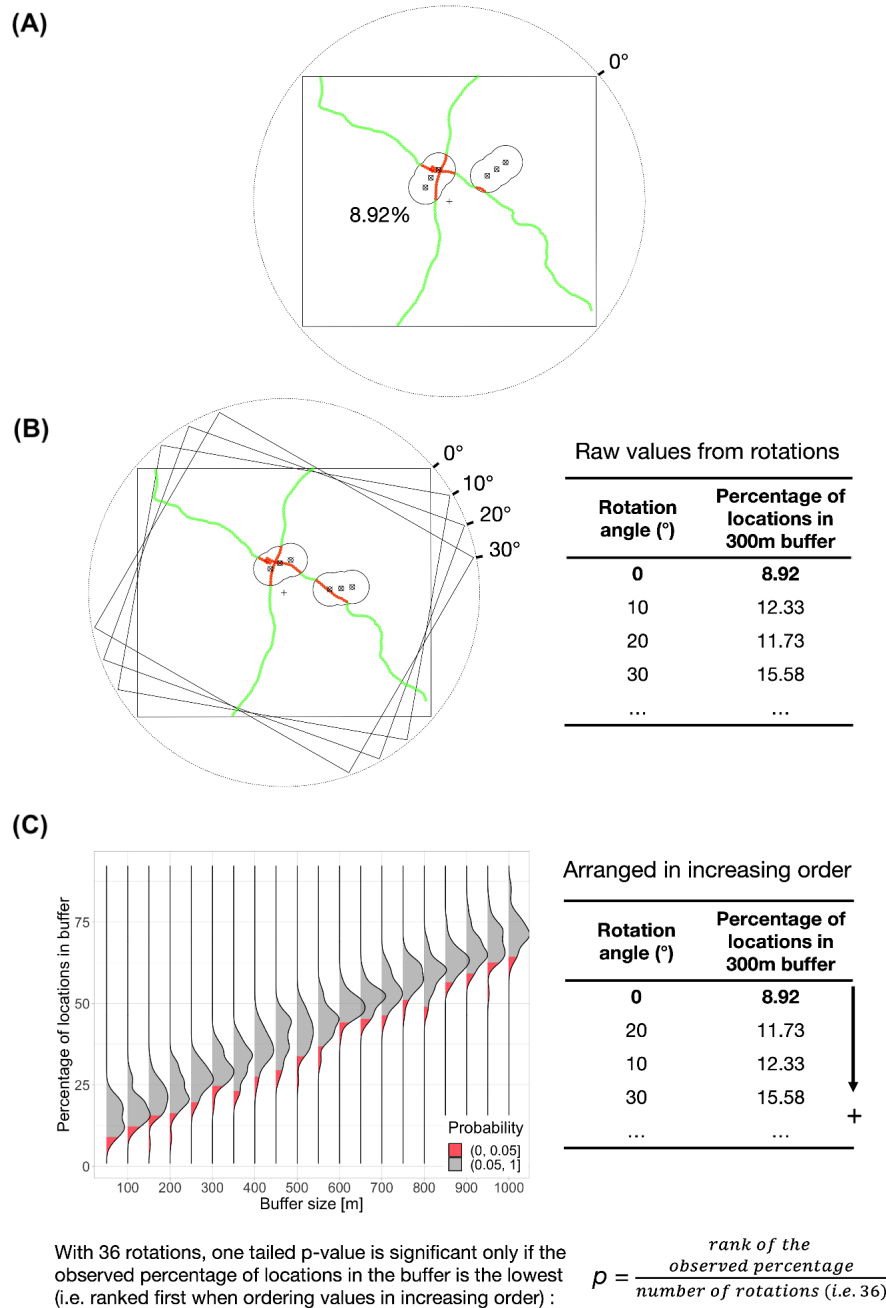 (A)
0°
8.92%
(B)
0°
10°
20°
30°
Raw values from rotations
Rotation angle (°)
Percentage of locations in 300m buffer
0 8.92
10 12.33
20 11.73
30 15.58
... ...
(C)
Percentage of locations in buffer
75
50
25
0
100 200 300 400 500 600 700 800 900 1000
Buffer size [m]
Probability
(0, 0.05]
(0.05, 1]
Arranged in increasing order
Rotation angle (°)
Percentage of locations in 300m buffer
0 8.92
20 11.73
10 12.33
30 15.58
... ...
+
With 36 rotations, one tailed p-value is significant only if the
observed percentage of locations in the buffer is the lowest
(i.e. ranked first when ordering values in increasing order) :
p =
rank of the
observed percentage
number of rotations (i.e. 36)